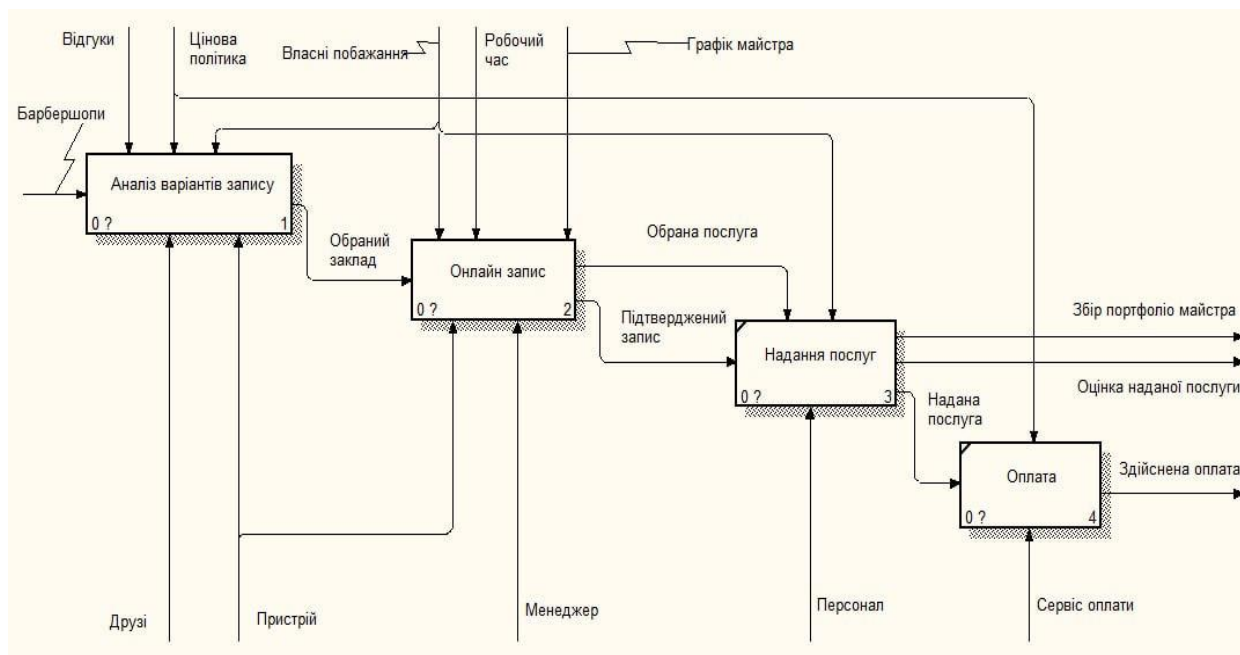 Відгуки
Цінова
політика
Власні побажання
Робочий
час
Графік майстра
Барбершопи
Аналіз варіантів запису
0 ?
1
Обраний
заклад
Онлайн запис
0 ?
2
Обрана послуга
Підтверджений
запис
Надання послуг
0 ?
3
Збір портфоліо майстра
Оцінка наданої послуги
Надана
послуга
Оплата
0 ?
4
Здійснена оплата
Друзі
Пристрій
Менеджер
Персонал
Сервіс оплати